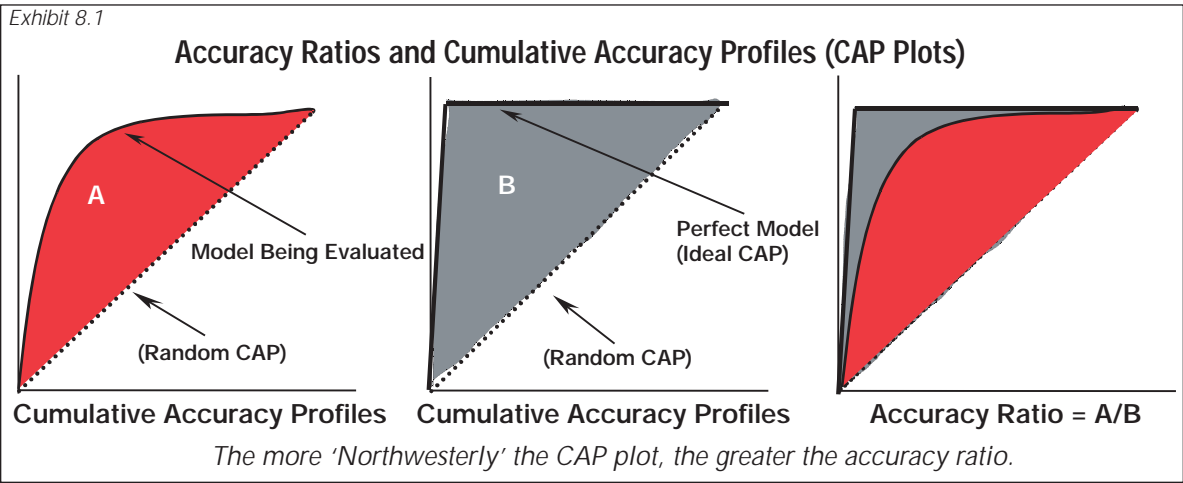 Exhibit 8.1
Accuracy Ratios and Cumulative Accuracy Profiles (CAP Plots)
A
Model Being Evaluated
(Random CAP)
Cumulative Accuracy Profiles
B
Perfect Model
(Ideal CAP)
(Random CAP)
Cumulative Accuracy Profiles
Accuracy Ratio = A/B
The more 'Northwesterly' the CAP plot, the greater the accuracy ratio.